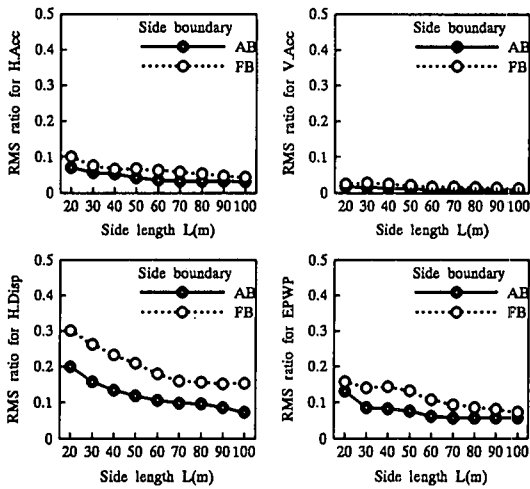 RMS ratio for H.Acc
0.5
0.4
0.3
0.2
0.1
0
Side boundary
AB
FB
20 30 40 50 60 70 80 90 100
Side length L(m)
RMS ratio for V.Acc
0.5
0.4
0.3
0.2
0.1
0
Side boundary
AB
FB
20 30 40 50 60 70 80 90 100
Side length L(m)
RMS ratio for H.Disp
0.5
0.4
0.3
0.2
0.1
0
Side boundary
AB
FB
20 30 40 50 60 70 80 90 100
Side length L(m)
RMS ratio for EPWP
0.5
0.4
0.3
0.2
0.1
0
Side boundary
AB
FB
20 30 40 50 60 70 80 90 100
Side length L(m)